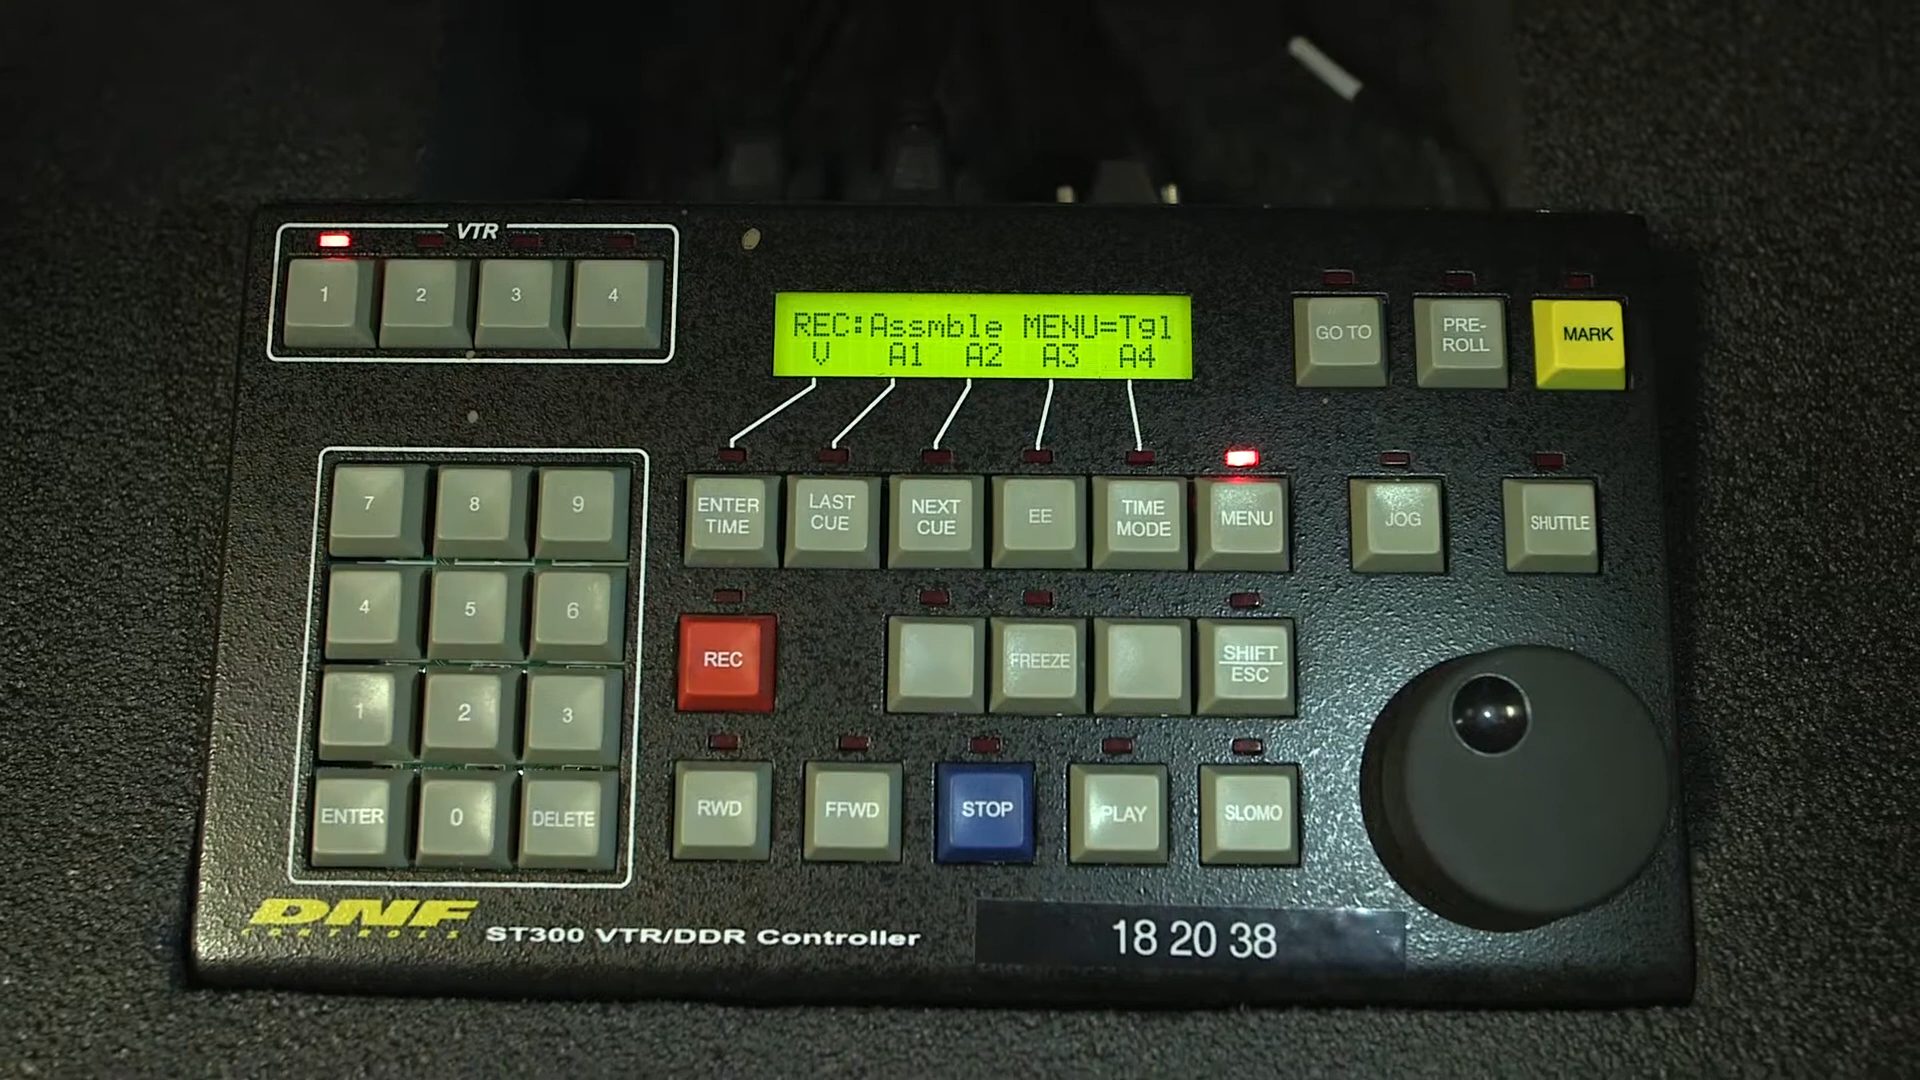 VTR
1 2 3 4
REC:Assmble MENU=Tgl
V A1 A2 A3 A4
GO TO
PRE-
ROLL
MARK
7 8 9
4 5 6
1 2 3
ENTER 0 DELETE
ENTER
TIME
LAST
CUE
NEXT
CUE
EE
TIME
MODE
MENU
JOG
SHUTTLE
REC
FREEZE
SHIFT
ESC
RWD
FFWD
STOP
PLAY
SLOMO
DNF
CONTROLS
ST300 VTR/DDR Controller
18 20 38